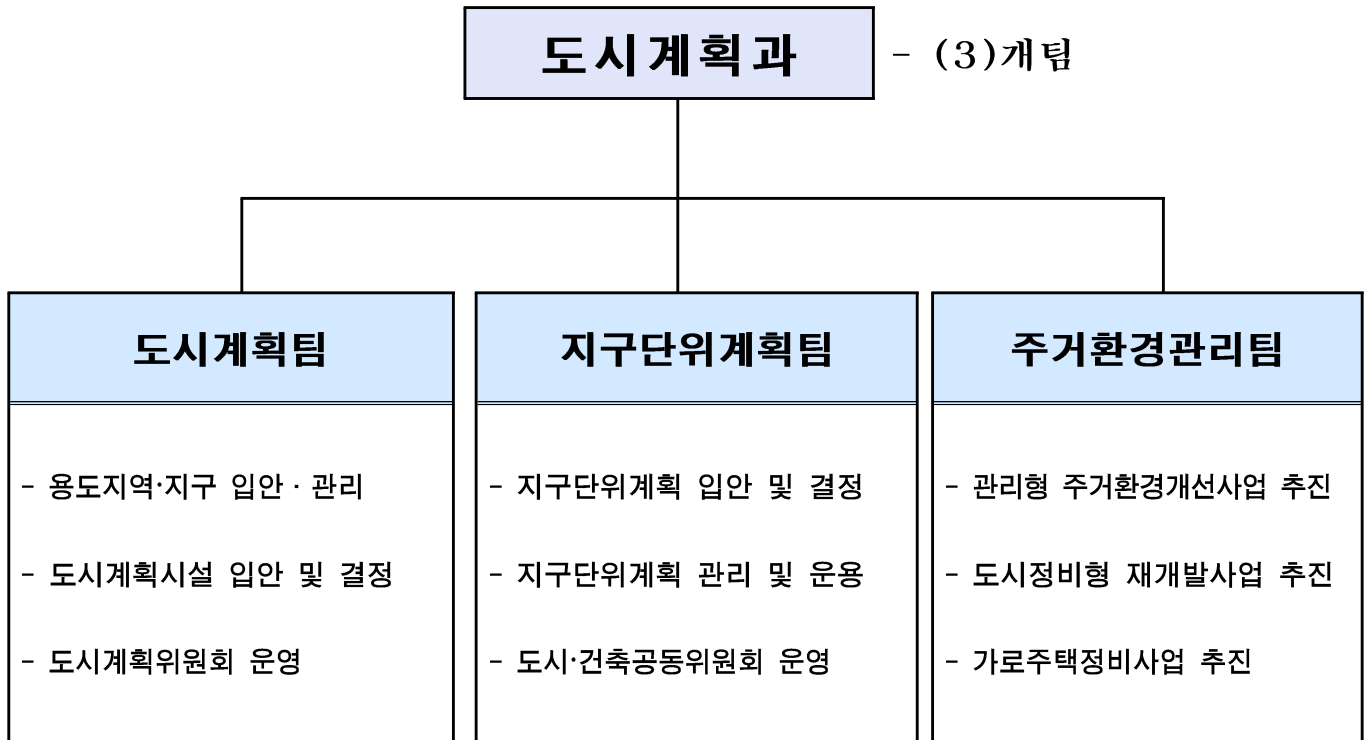 도시계획과
- (3)개팀
도시계획팀
- 용도지역·지구 입안 · 관리
- 도시계획시설 입안 및 결정
- 도시계획위원회 운영
지구단위계획팀
- 지구단위계획 입안 및 결정
- 지구단위계획 관리 및 운용
- 도시·건축공동위원회 운영
주거환경관리팀
- 관리형 주거환경개선사업 추진
- 도시정비형 재개발사업 추진
- 가로주택정비사업 추진